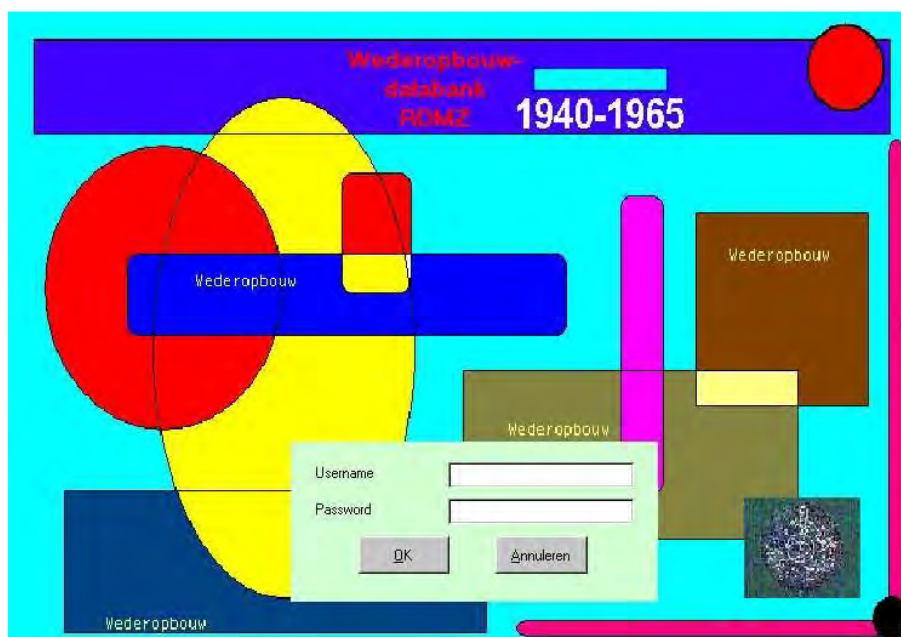 Wederopbouw-
databank
RDMZ
1940-1965
Wederopbouw
Wederopbouw
Wederopbouw
Username
Password
OK
Annuleren
Wederopbouw